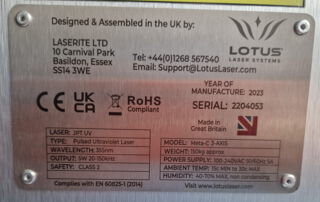 Designed & Assembled in the UK by:
LASERITE LTD
10 Carnival Park
Basildon, Essex
SS14 3WE
Tel: +44(0)1268 567540
Email: Support@LotusLaser.com
LOTUS
LASER SYSTEMS
CE UK CA RoHS
Compliant
YEAR OF
MANUFACTURE: 2023
SERIAL: 2204053
Made in
Great Britain
LASER: JPT UV
TYPE: Pulsed Ultraviolet Laser
WAVELENGTH: 355nm
OUTPUT: 5W 20-150kHz
SAFETY: CLASS 2
Complies with EN 60825-1 (2014)
MODEL: Meta-C 3-AXIS
WEIGHT: 150kg approx
POWER SUPPLY: 100-240VAC 50/60Hz 5A
AMBIENT TEMP: 15C MIN to 30C MAX
HUMIDITY: 40-70% MAX, non condensing
Visit www.lotuslaser.com